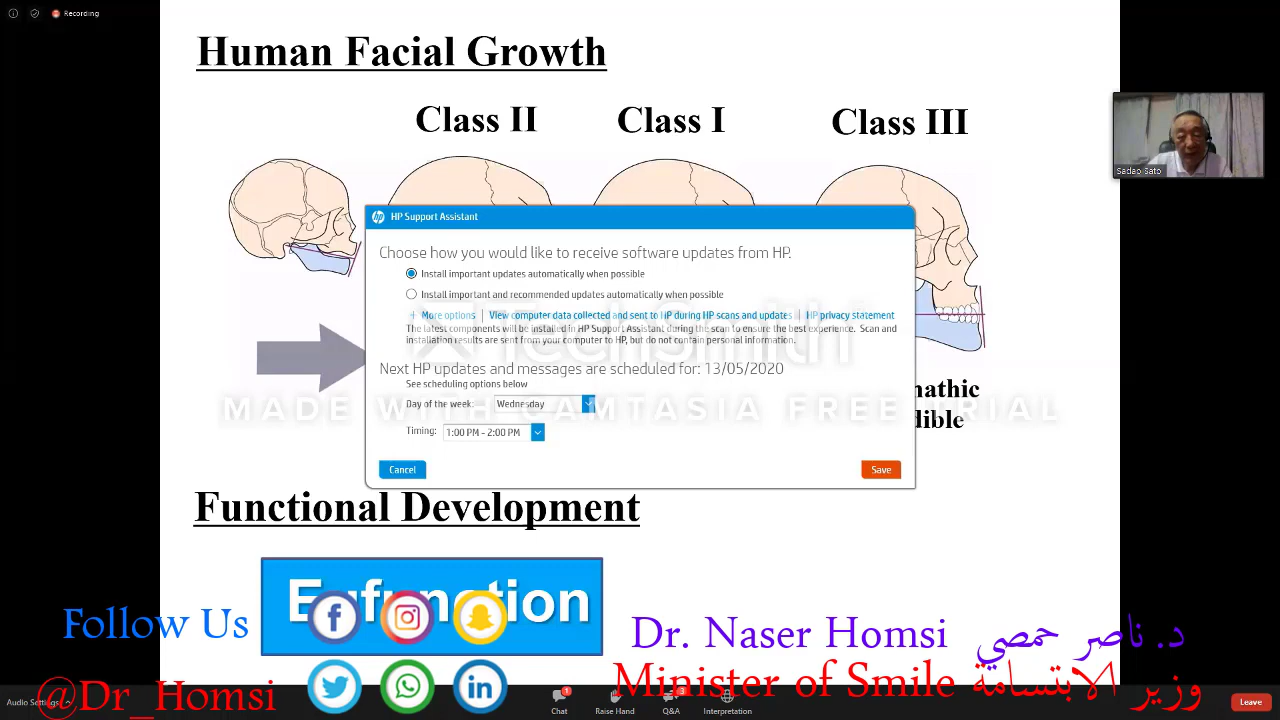 Recording
Human Facial Growth
Class II
Class I
Class III
Sadao Sato
HP Support Assistant
Choose how you would like to receive software updates from HP.
Install important updates automatically when possible
Install important and recommended updates automatically when possible
+ More options | View computer data collected and sent to HP during HP scans and updates | HP privacy statement
The latest components will be installed in HP Support Assistant during the scan to ensure the best experience. Scan and
installation results are sent from your computer to HP, but do not contain personal information.
TechSmith
Next HP updates and messages are scheduled for: 13/05/2020
See scheduling options below
Day of the week: Wednesday
MADE WITH CAMTASIA FREE TRIAL
Timing: 1:00 PM - 2:00 PM
Cancel
Save
Functional Development
Eufunction
Follow Us
Dr. Naser Homsi د. ناصر حمصي
@Dr_Homsi
Minister of Smile وزير الابتسامة
Audio Settings
Chat
1
Raise Hand
Q&A
3
Interpretation
Leave